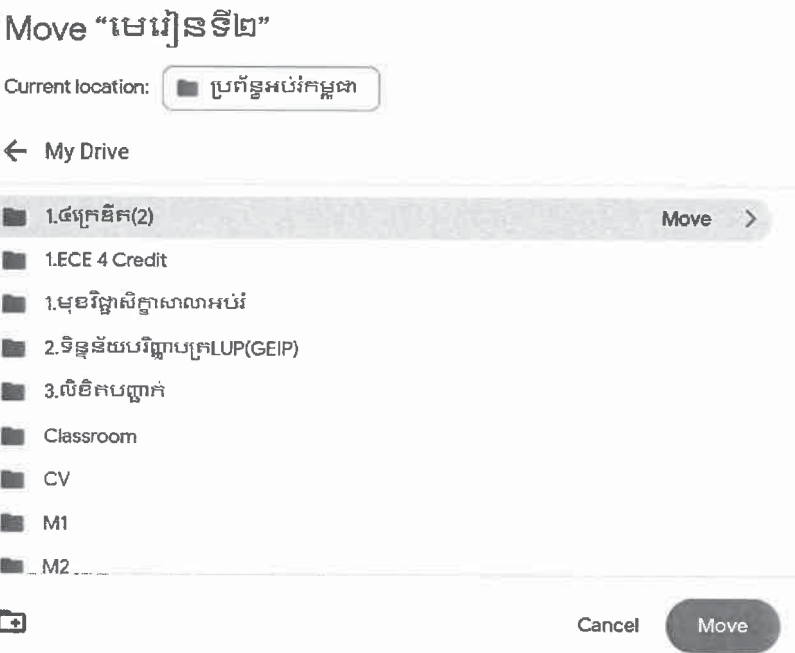 Move “មេរៀនទី២”
Current location: ប្រព័ន្ធអប់រំកម្ពុជា
My Drive
1.៤ក្រេឌីត(2) Move
1.ECE 4 Credit
1.មុខវិជ្ជាសិក្ខាសាលាអប់រំ
2.ទិន្នន័យបរិញ្ញាបត្រLUP(GEIP)
3.លិខិតបញ្ជាក់
Classroom
CV
M1
M2
Cancel Move